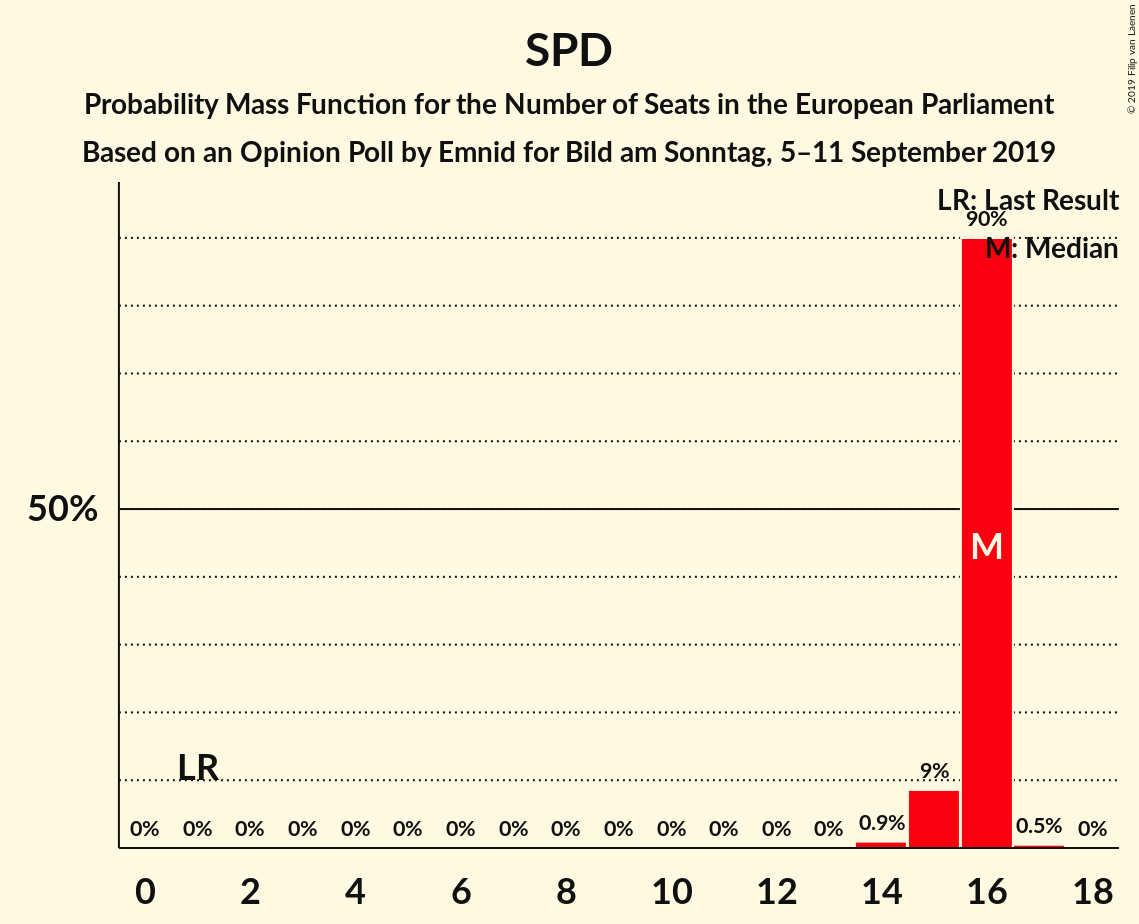 SPD
Probability Mass Function for the Number of Seats in the European Parliament
Based on an Opinion Poll by Emnid for Bild am Sonntag, 5–11 September 2019
© 2019 Filip van Laenen
LR: Last Result
90%
M: Median
50%
M
LR
9%
0% 0% 0% 0% 0% 0% 0% 0% 0% 0% 0% 0% 0% 0% 0.9% 0.5% 0%
0 2 4 6 8 10 12 14 16 18